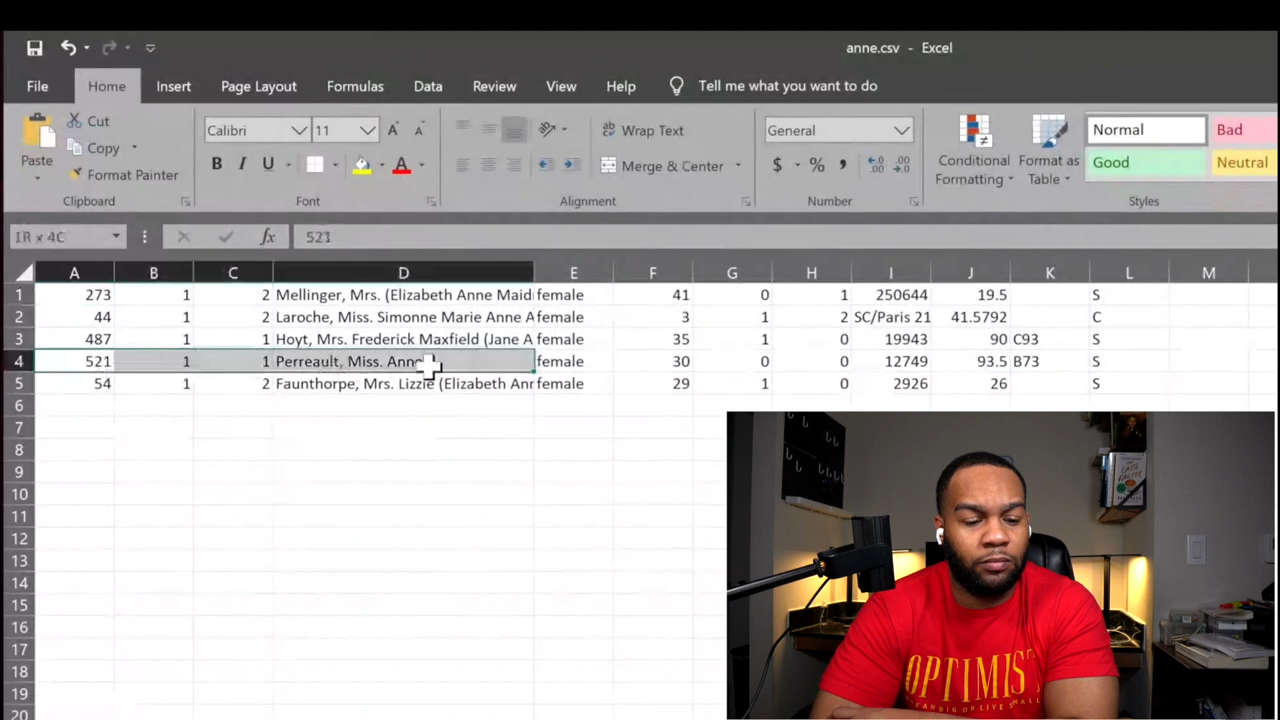 anne.csv - Excel
File Home Insert Page Layout Formulas Data Review View Help Tell me what you want to do
Cut
Copy
Format Painter
Paste
Calibri 11 A A
B I U A
ab Wrap Text
Merge & Center
General
$ % ,
Conditional Formatting
Format as Table
Normal Bad
Good Neutral
Clipboard Font Alignment Number Styles
1R x 4C fx 521
A B C D E F G H I J K L M
1 273 1 2 Mellinger, Mrs. (Elizabeth Anne Maid female 41 0 1 250644 19.5 S
2 44 1 2 Laroche, Miss. Simonne Marie Anne A female 3 1 2 SC/Paris 21 41.5792 C
3 487 1 1 Hoyt, Mrs. Frederick Maxfield (Jane A female 35 1 0 19943 90 C93 S
4 521 1 1 Perreault, Miss. Anne female 30 0 0 12749 93.5 B73 S
5 54 1 2 Faunthorpe, Mrs. Lizzie (Elizabeth Anr female 29 1 0 2926 26 S
6
7
8
9
10
11
12
13
14
15
16
17
18
19
20
OPTIMIST